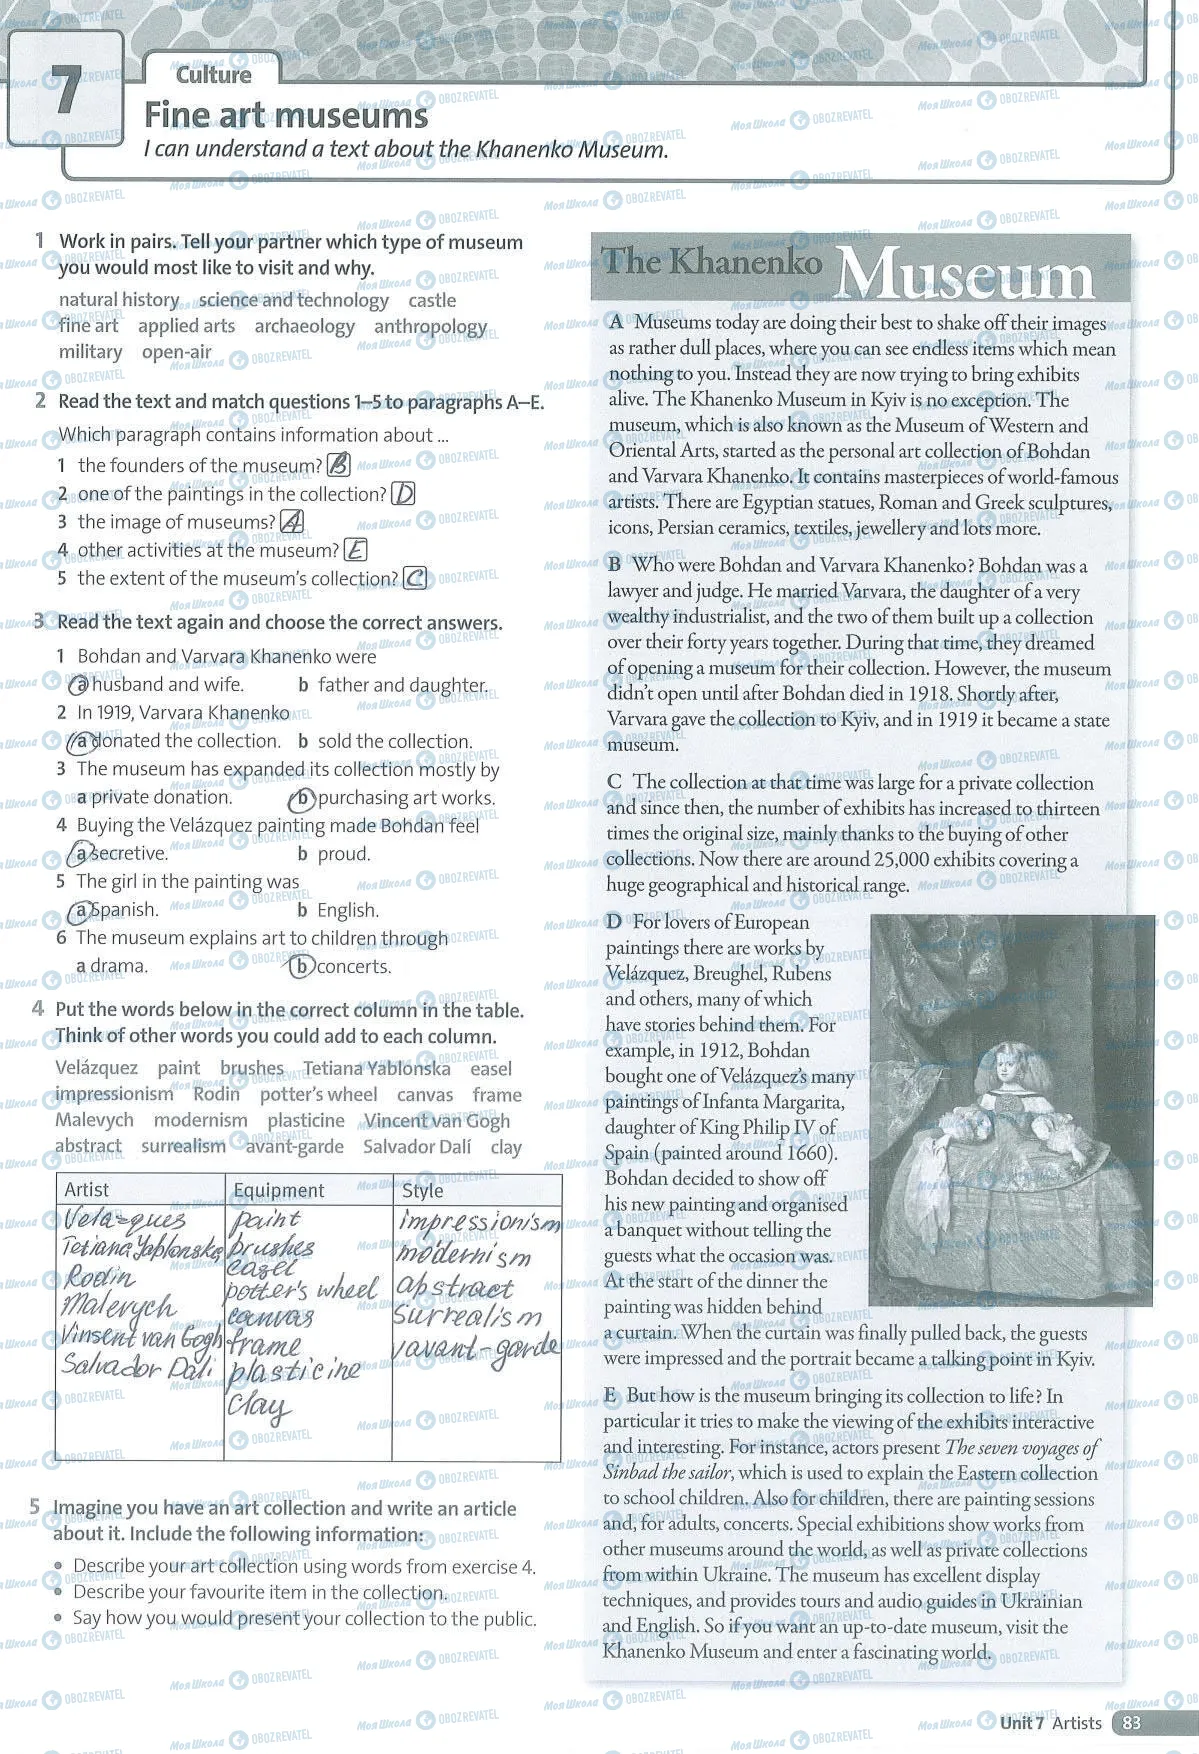 7
Culture
Fine art museums
I can understand a text about the Khanenko Museum.
1 Work in pairs. Tell your partner which type of museum
you would most like to visit and why.
natural history science and technology castle
fine art applied arts archaeology anthropology
military open-air
2 Read the text and match questions 1–5 to paragraphs A–E.
Which paragraph contains information about ...
1 the founders of the museum? B
2 one of the paintings in the collection? D
3 the image of museums? A
4 other activities at the museum? E
5 the extent of the museum's collection? C
3 Read the text again and choose the correct answers.
1 Bohdan and Varvara Khanenko were
a husband and wife. b father and daughter.
2 In 1919, Varvara Khanenko
a donated the collection. b sold the collection.
3 The museum has expanded its collection mostly by
a private donation. b purchasing art works.
4 Buying the Velázquez painting made Bohdan feel
a secretive. b proud.
5 The girl in the painting was
a Spanish. b English.
6 The museum explains art to children through
a drama. b concerts.
4 Put the words below in the correct column in the table.
Think of other words you could add to each column.
Velázquez paint brushes Tetiana Yablonska easel
impressionism Rodin potter's wheel canvas frame
Malevych modernism plasticine Vincent van Gogh
abstract surrealism avant-garde Salvador Dalí clay
Artist Equipment Style
Velazques paint impressionism
Tetiana Yablonska brushes modernism
Rodin easel abstract
Malevych potter's wheel surrealism
Vinsent van Gogh canvas avant-garde
Salvador Dali frame
plasticine
clay
5 Imagine you have an art collection and write an article
about it. Include the following information:
• Describe your art collection using words from exercise 4.
• Describe your favourite item in the collection.
• Say how you would present your collection to the public.
The Khanenko Museum
A Museums today are doing their best to shake off their images
as rather dull places, where you can see endless items which mean
nothing to you. Instead they are now trying to bring exhibits
alive. The Khanenko Museum in Kyiv is no exception. The
museum, which is also known as the Museum of Western and
Oriental Arts, started as the personal art collection of Bohdan
and Varvara Khanenko. It contains masterpieces of world-famous
artists. There are Egyptian statues, Roman and Greek sculptures,
icons, Persian ceramics, textiles, jewellery and lots more.
B Who were Bohdan and Varvara Khanenko? Bohdan was a
lawyer and judge. He married Varvara, the daughter of a very
wealthy industrialist, and the two of them built up a collection
over their forty years together. During that time, they dreamed
of opening a museum for their collection. However, the museum
didn't open until after Bohdan died in 1918. Shortly after,
Varvara gave the collection to Kyiv, and in 1919 it became a state
museum.
C The collection at that time was large for a private collection
and since then, the number of exhibits has increased to thirteen
times the original size, mainly thanks to the buying of other
collections. Now there are around 25,000 exhibits covering a
huge geographical and historical range.
D For lovers of European
paintings there are works by
Velázquez, Breughel, Rubens
and others, many of which
have stories behind them. For
example, in 1912, Bohdan
bought one of Velázquez's many
paintings of Infanta Margarita,
daughter of King Philip IV of
Spain (painted around 1660).
Bohdan decided to show off
his new painting and organised
a banquet without telling the
guests what the occasion was.
At the start of the dinner the
painting was hidden behind
a curtain. When the curtain was finally pulled back, the guests
were impressed and the portrait became a talking point in Kyiv.
E But how is the museum bringing its collection to life? In
particular it tries to make the viewing of the exhibits interactive
and interesting. For instance, actors present The seven voyages of
Sinbad the sailor, which is used to explain the Eastern collection
to school children. Also for children, there are painting sessions
and, for adults, concerts. Special exhibitions show works from
other museums around the world, as well as private collections
from within Ukraine. The museum has excellent display
techniques, and provides tours and audio guides in Ukrainian
and English. So if you want an up-to-date museum, visit the
Khanenko Museum and enter a fascinating world.
Unit 7 Artists 83
Моя Школа OBOZREVATEL